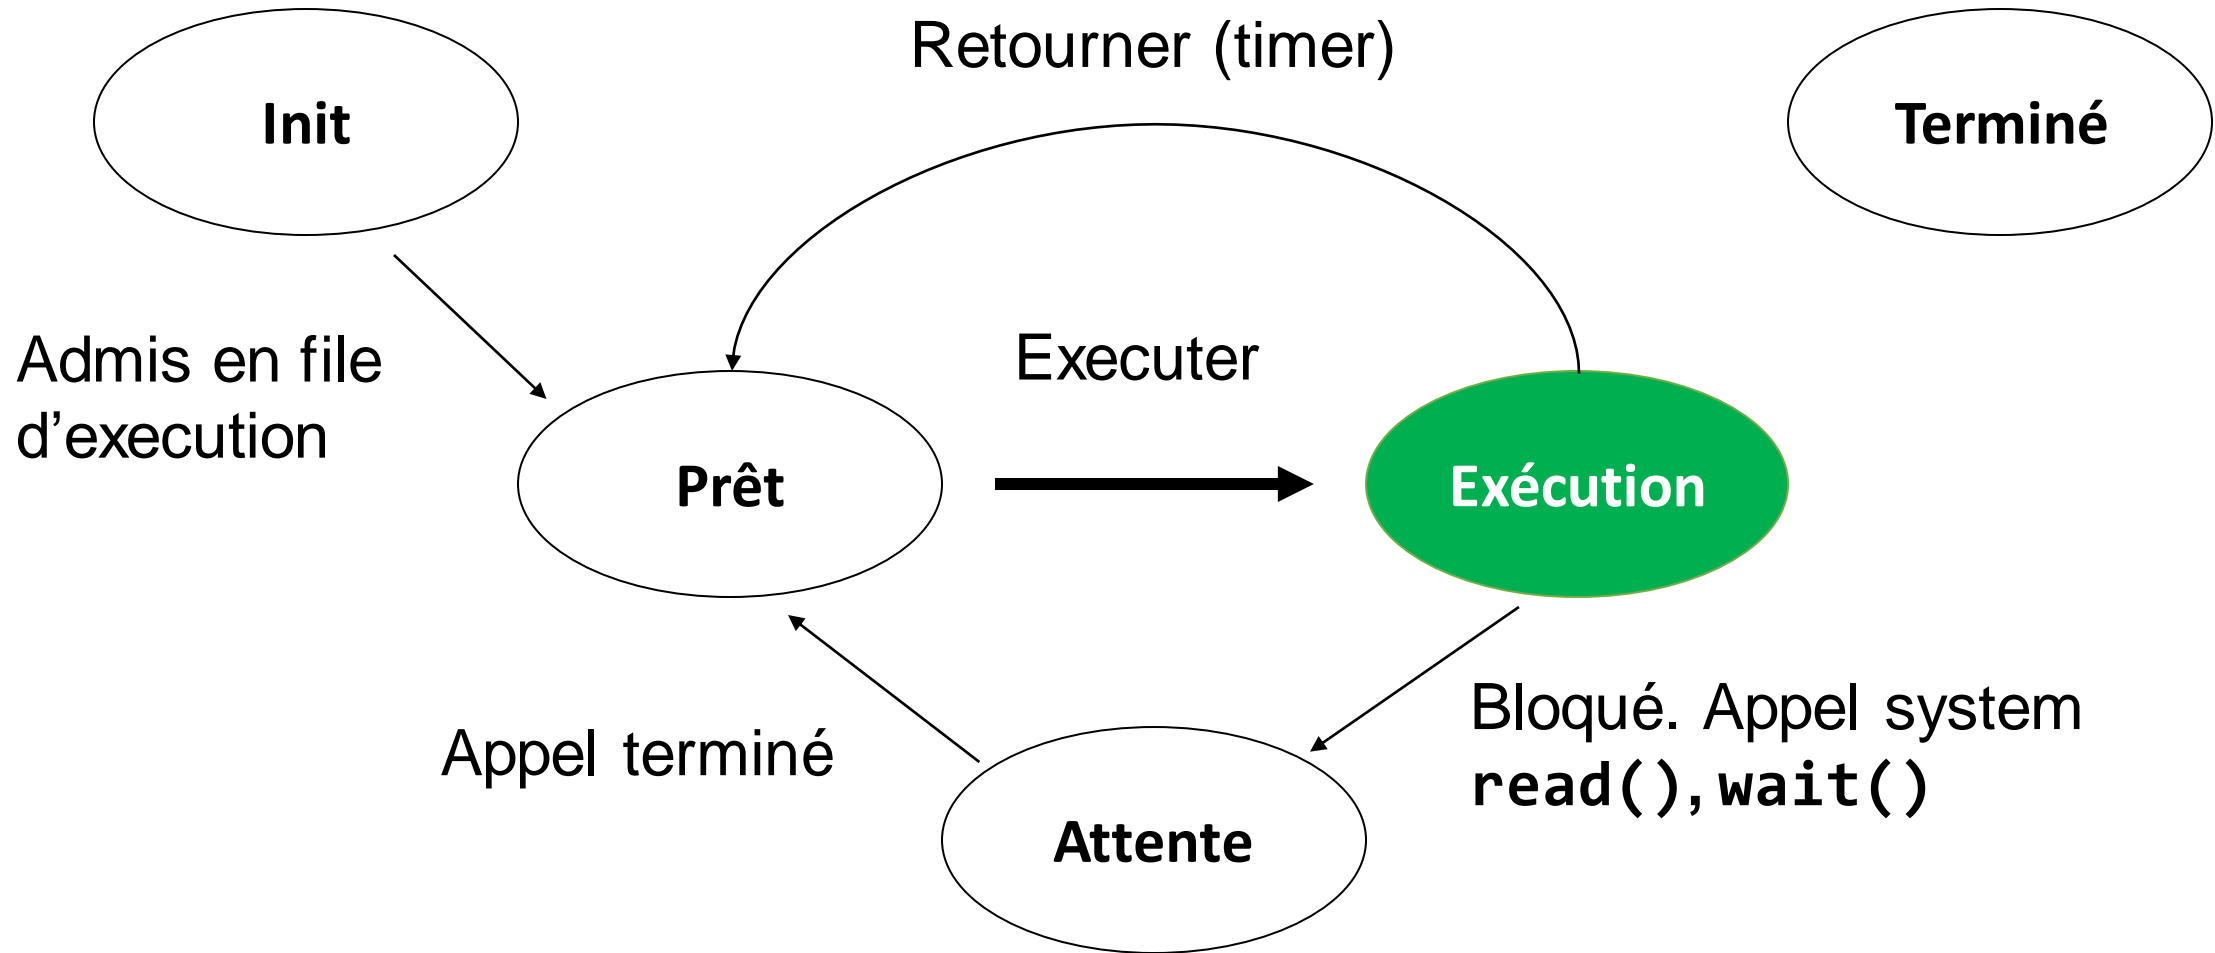 Retourner (timer)
Init
Terminé
Admis en file
d’execution
Executer
Prêt
Exécution
Appel terminé
Bloqué. Appel system
read(), wait()
Attente